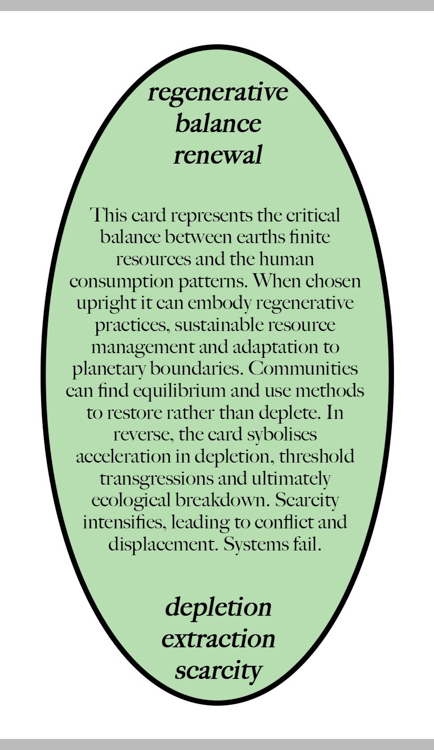 regenerative
balance
renewal
This card represents the critical
balance between earths finite
resources and the human
consumption patterns. When chosen
upright it can embody regenerative
practices, sustainable resource
management and adaptation to
planetary boundaries. Communities
can find equilibrium and use methods
to restore rather than deplete. In
reverse, the card sybolises
acceleration in depletion, threshold
transgressions and ultimately
ecological breakdown. Scarcity
intensifies, leading to conflict and
displacement. Systems fail.
depletion
extraction
scarcity